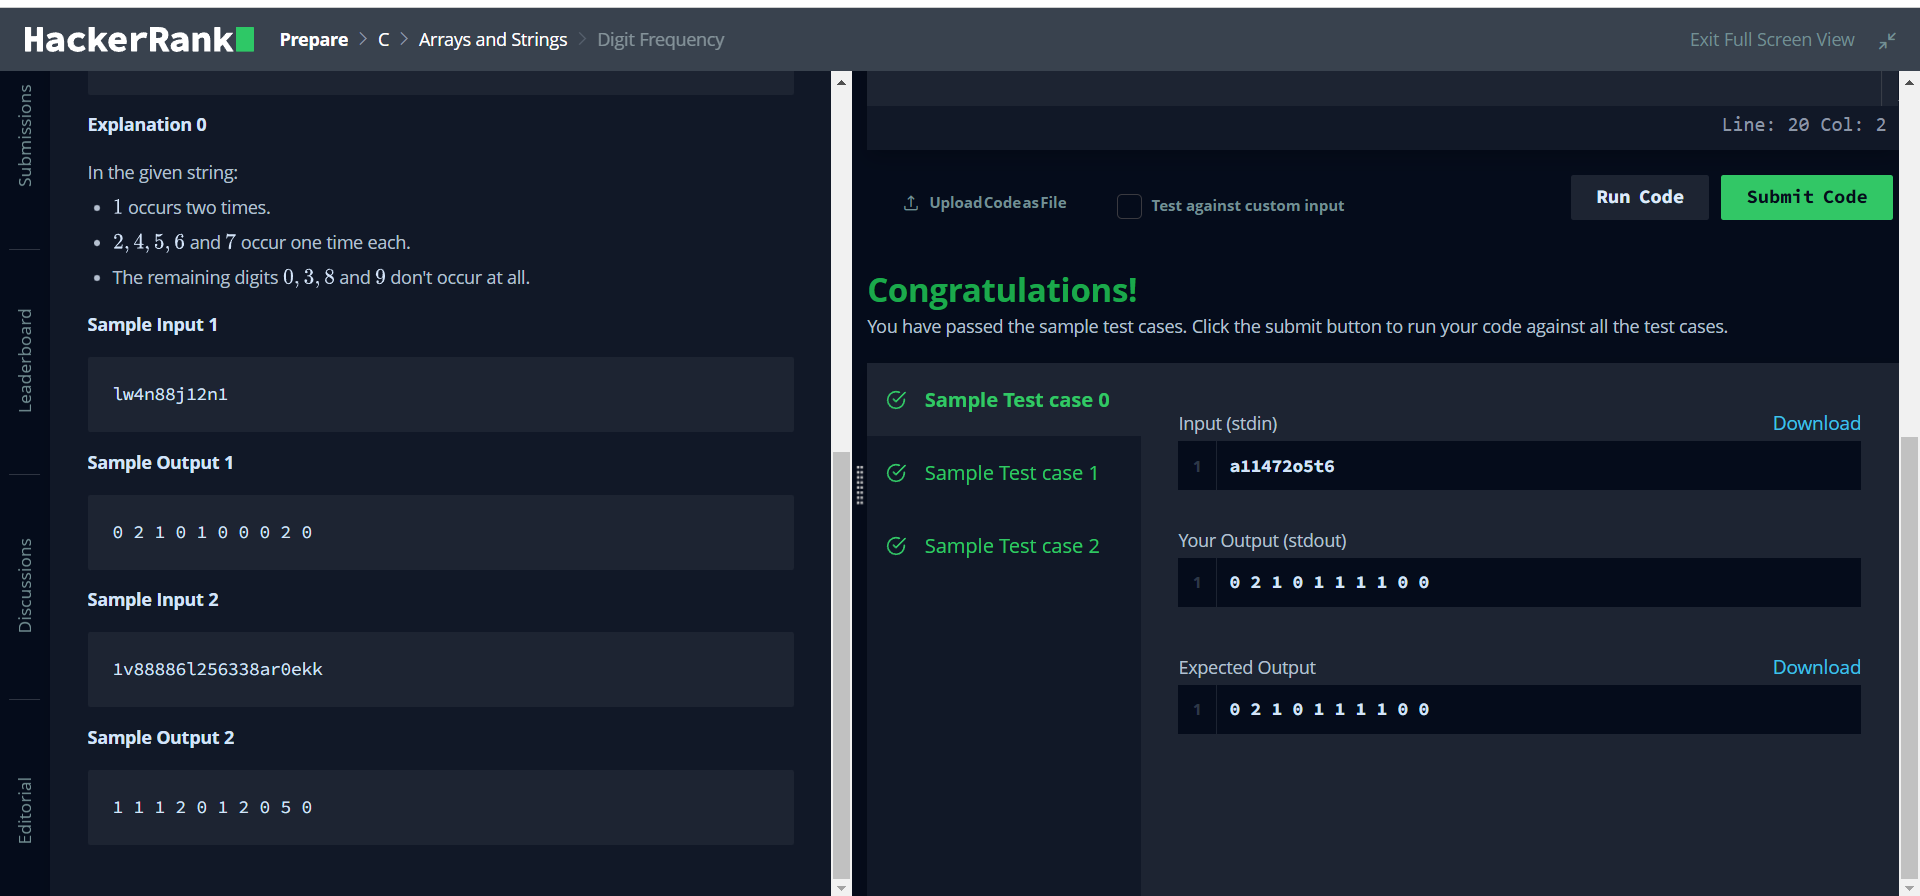 HackerRank
Prepare > C > Arrays and Strings > Digit Frequency
Exit Full Screen View
Submissions
Leaderboard
Discussions
Editorial
Explanation 0
In the given string:
• 1 occurs two times.
• 2, 4, 5, 6 and 7 occur one time each.
• The remaining digits 0, 3, 8 and 9 don't occur at all.
Sample Input 1
lw4n88j12n1
Sample Output 1
0 2 1 0 1 0 0 0 2 0
Sample Input 2
1v88886l256338ar0ekk
Sample Output 2
1 1 1 2 0 1 2 0 5 0
Line: 20 Col: 2
Upload Code as File
Test against custom input
Run Code
Submit Code
Congratulations!
You have passed the sample test cases. Click the submit button to run your code against all the test cases.
Sample Test case 0
Sample Test case 1
Sample Test case 2
Input (stdin)
Download
1 a11472o5t6
Your Output (stdout)
1 0 2 1 0 1 1 1 1 0 0
Expected Output
Download
1 0 2 1 0 1 1 1 1 0 0